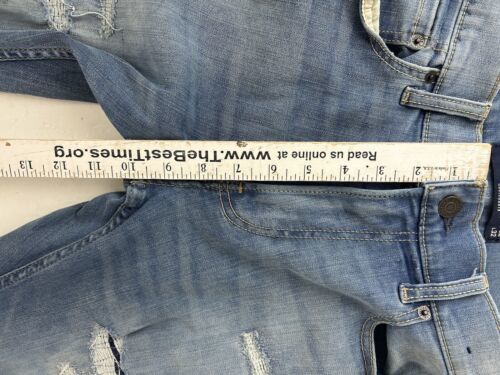 Read us online at www.TheBestTimes.org
1 2 3 4 5 6 7 8 9 10 11 12 13
32